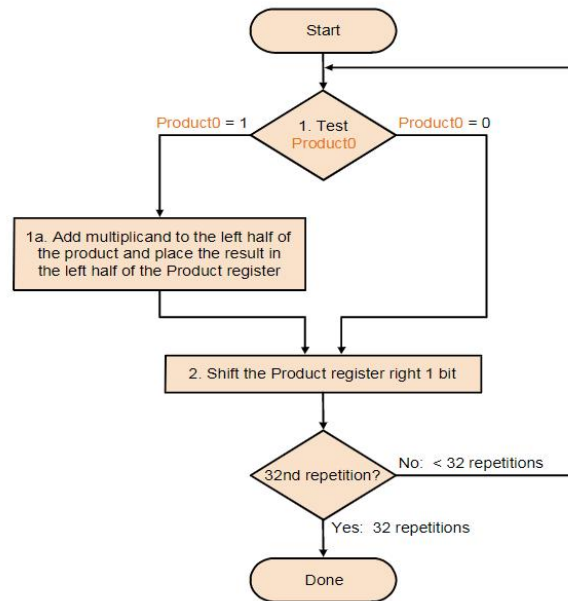 Start
Product0 = 1
1. Test
Product0
Product0 = 0
1a. Add multiplicand to the left half of
the product and place the result in
the left half of the Product register
2. Shift the Product register right 1 bit
32nd repetition?
No:  < 32 repetitions
Yes:  32 repetitions
Done